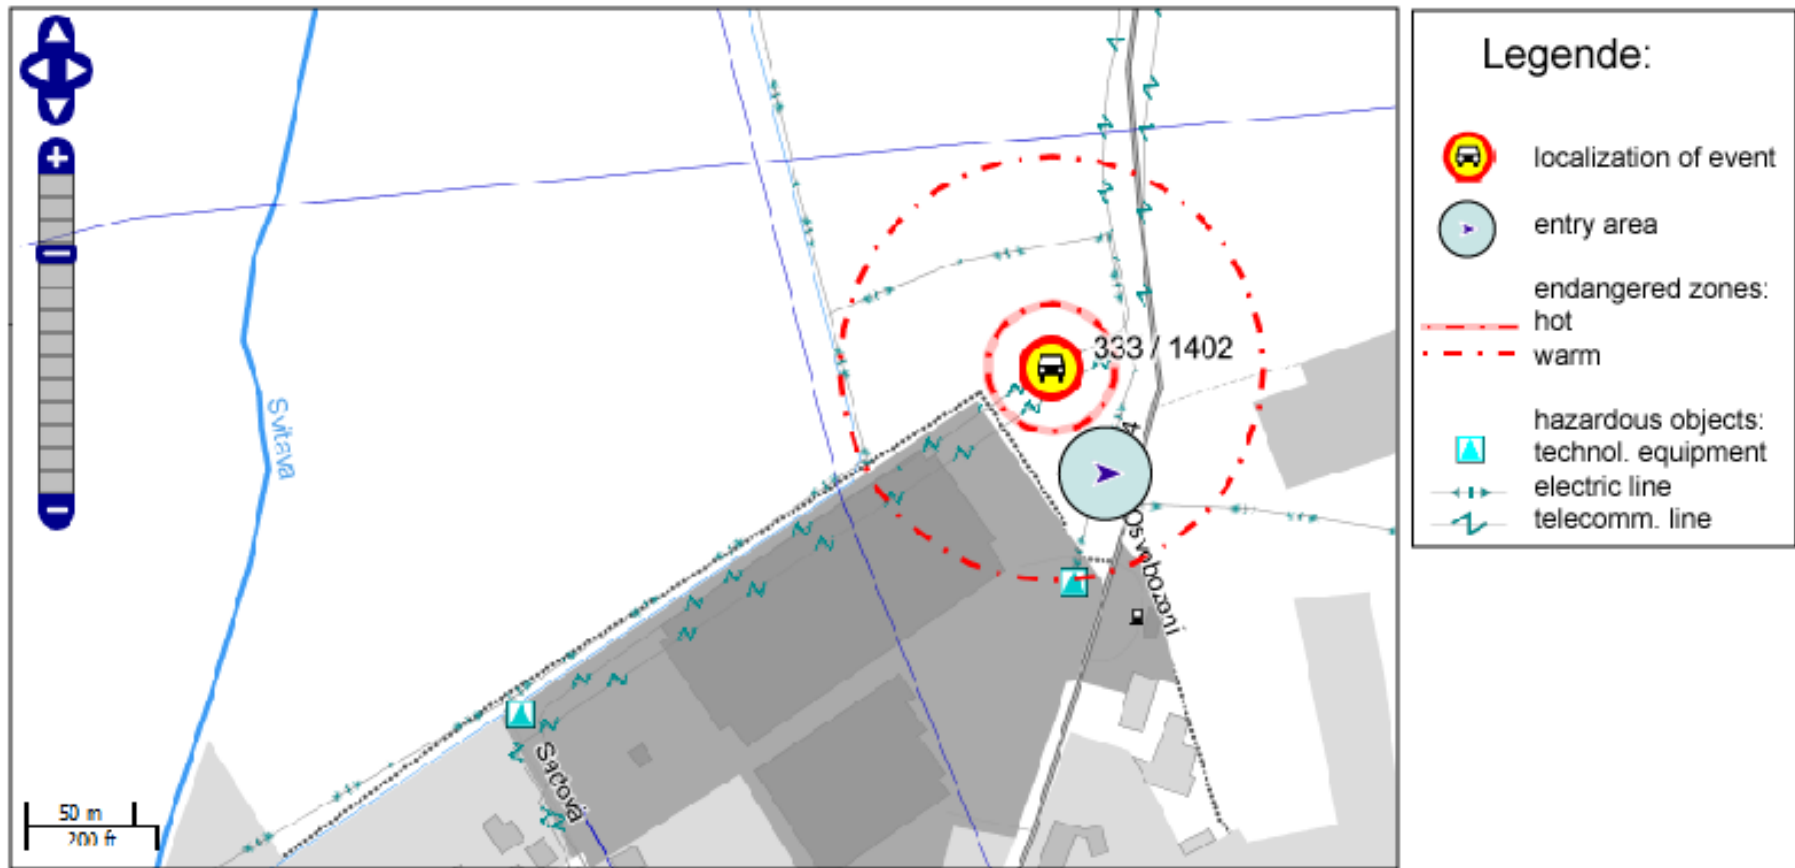 Legende:
localization of event
entry area
endangered zones:
hot
warm
hazardous objects:
technol. equipment
electric line
telecomm. line
333 / 1402
Svitava
Sadová
50 m
200 ft